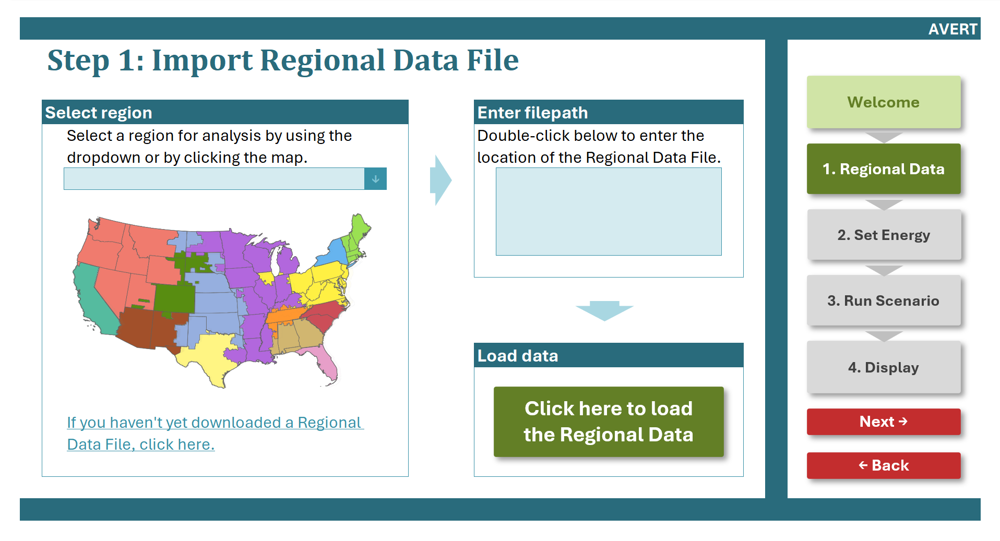 AVERT
Step 1: Import Regional Data File
Select region
Select a region for analysis by using the
dropdown or by clicking the map.
If you haven't yet downloaded a Regional
Data File, click here.
Enter filepath
Double-click below to enter the
location of the Regional Data File.
Load data
Click here to load
the Regional Data
Welcome
1. Regional Data
2. Set Energy
3. Run Scenario
4. Display
Next →
← Back